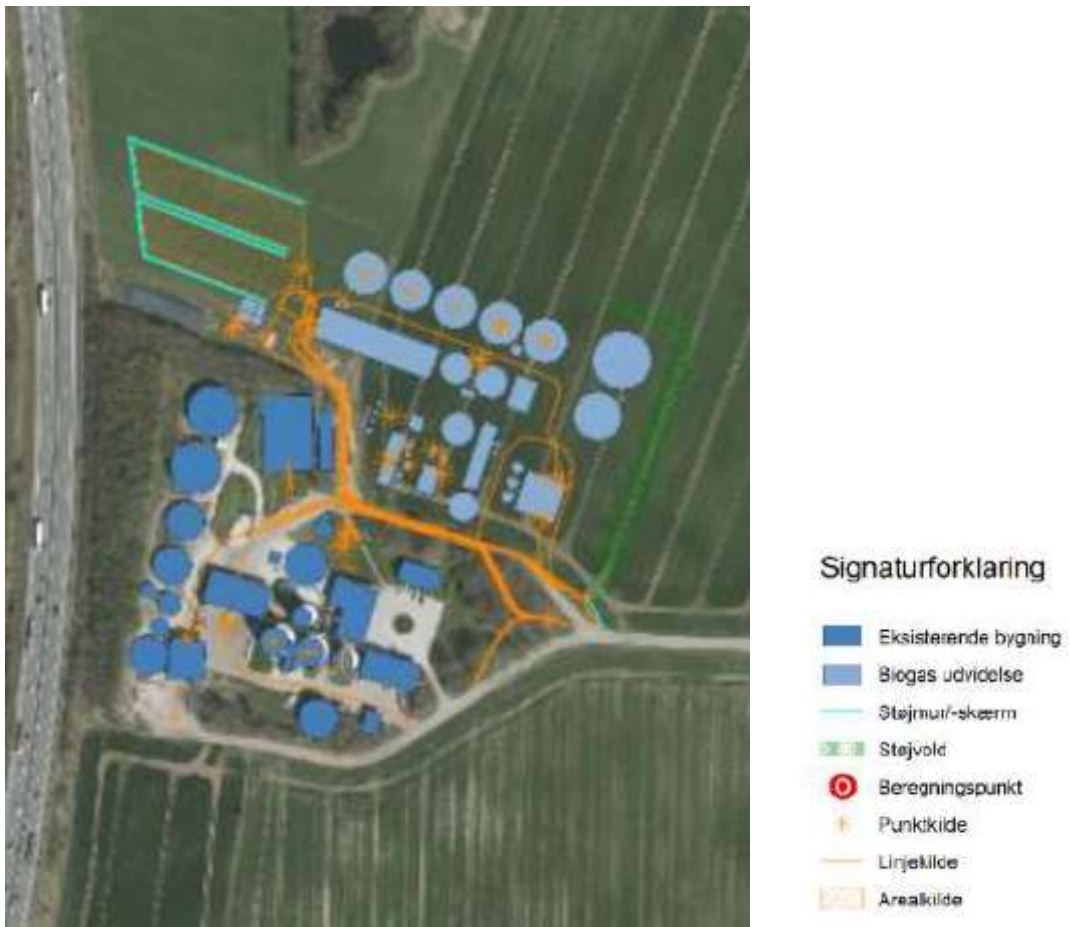 Signaturforklaring
Eksisterende bygning
Biogas udvidelse
Støjmur/-skærm
Støjvold
Beregningspunkt
Punktkilde
Linjekilde
Arealkilde